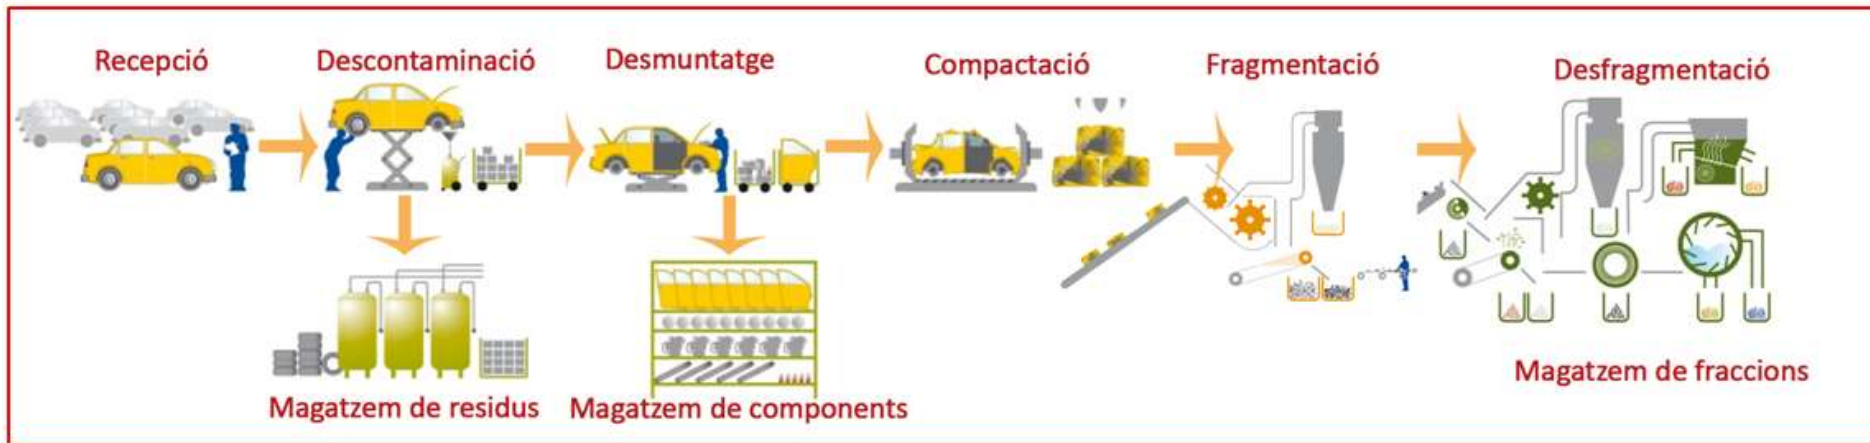 Recepció
Descontaminació
Desmuntatge
Compactació
Fragmentació
Desfragmentació
Magatzem de residus
Magatzem de components
Magatzem de fraccions